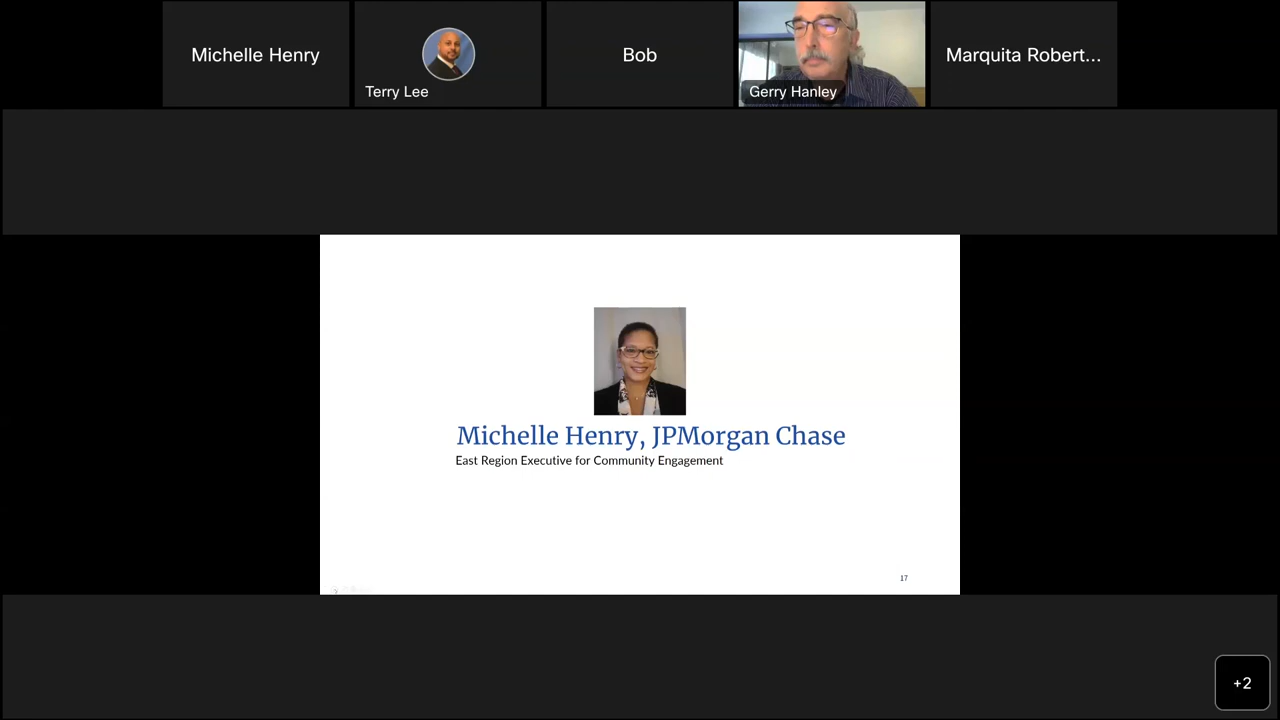 Michelle Henry
Terry Lee
Bob
Gerry Hanley
Marquita Robert...
Michelle Henry, JPMorgan Chase
East Region Executive for Community Engagement
17
+2